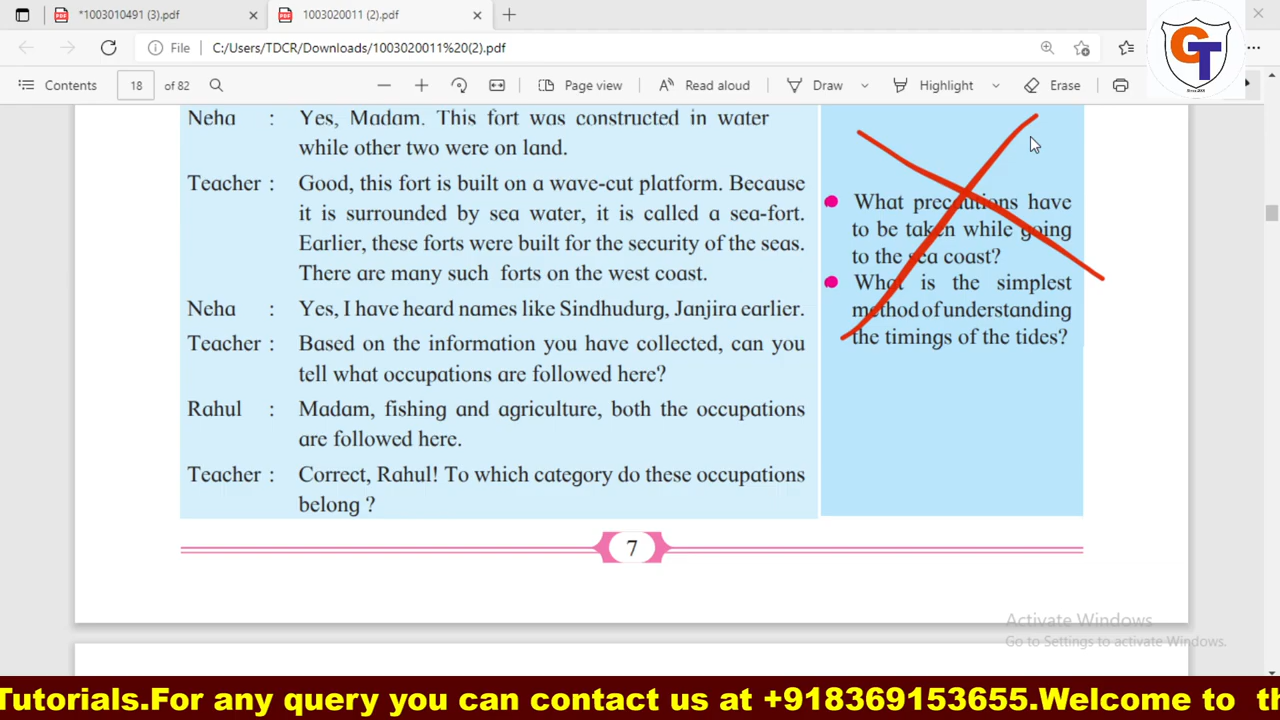 *1003010491 (3).pdf
1003020011 (2).pdf
File C:/Users/TDCR/Downloads/1003020011%20(2).pdf
GT
Contents 18 of 82 Page view Read aloud Draw Highlight Erase
Neha : Yes, Madam. This fort was constructed in water
while other two were on land.
Teacher : Good, this fort is built on a wave-cut platform. Because
it is surrounded by sea water, it is called a sea-fort.
Earlier, these forts were built for the security of the seas.
There are many such forts on the west coast.
Neha : Yes, I have heard names like Sindhudurg, Janjira earlier.
Teacher : Based on the information you have collected, can you
tell what occupations are followed here?
Rahul : Madam, fishing and agriculture, both the occupations
are followed here.
Teacher : Correct, Rahul! To which category do these occupations
belong ?
What precautions have
to be taken while going
to the sea coast?
What is the simplest
method of understanding
the timings of the tides?
7
Activate Windows
Go to Settings to activate Windows.
Tutorials.For any query you can contact us at +918369153655.Welcome to th